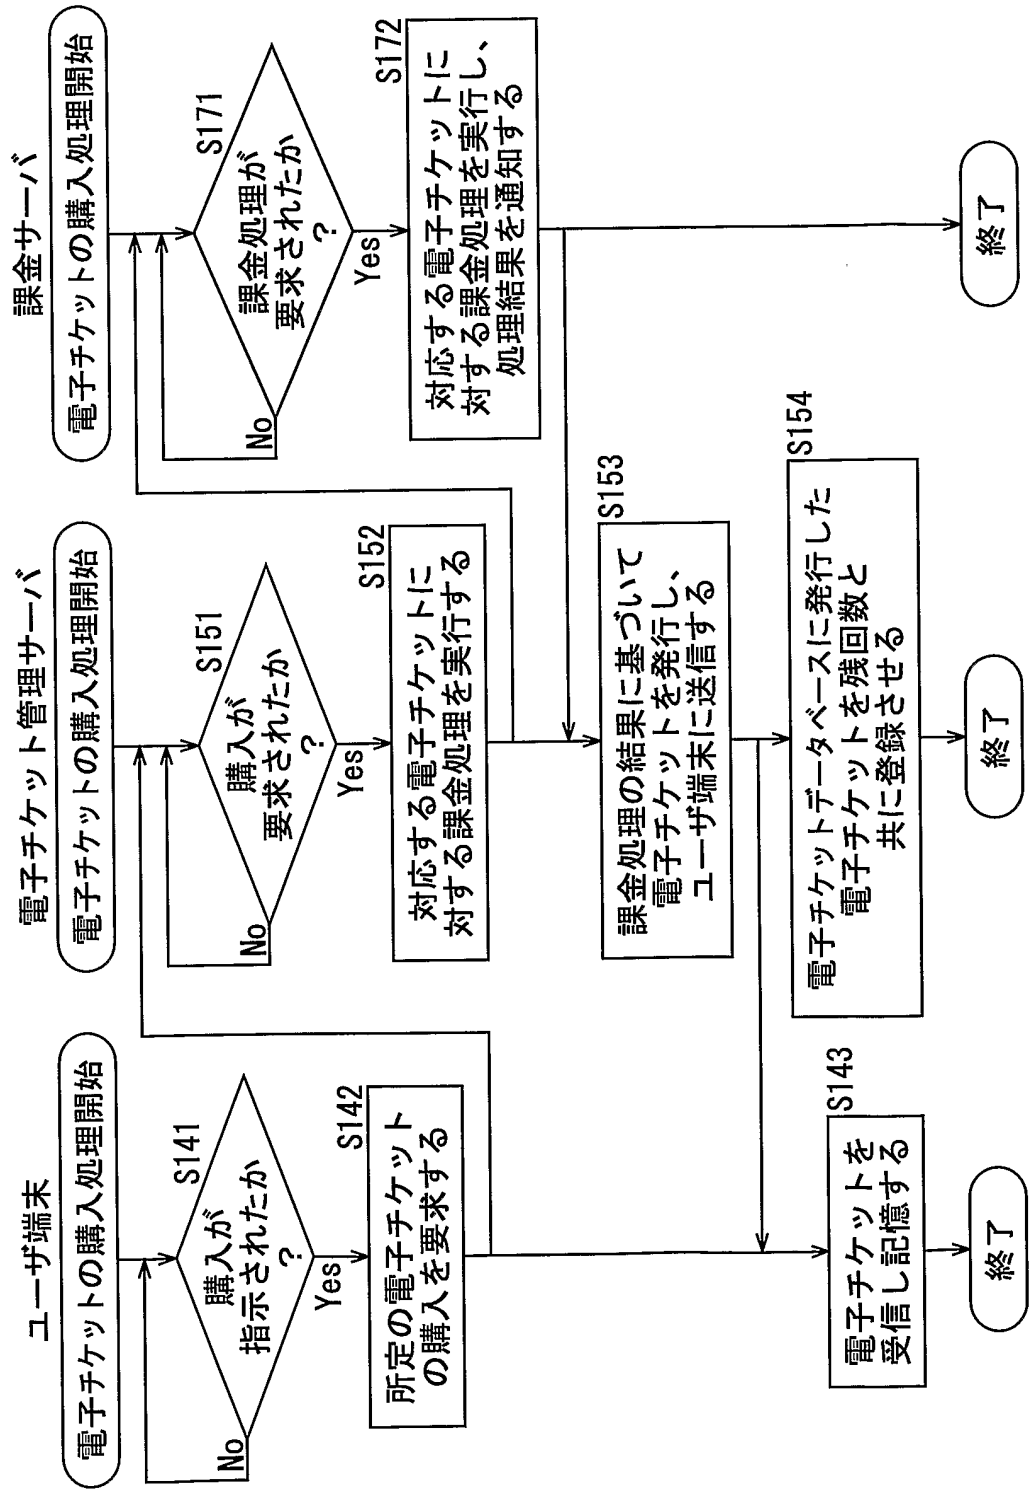 ユーザ端末
電子チケットの購入処理開始
S141
購入が
指示されたか
?
No
Yes
S142
所定の電子チケット
の購入を要求する
S143
電子チケットを
受信し記憶する
終了
電子チケット管理サーバ
電子チケットの購入処理開始
S151
購入が
要求されたか
?
No
Yes
S152
対応する電子チケットに
対する課金処理を実行する
S153
課金処理の結果に基づいて
電子チケットを発行し、
ユーザ端末に送信する
S154
電子チケットデータベースに発行した
電子チケットを残回数と
共に登録させる
終了
課金サーバ
電子チケットの購入処理開始
S171
課金処理が
要求されたか
?
No
Yes
S172
対応する電子チケットに
対する課金処理を実行し、
処理結果を通知する
終了